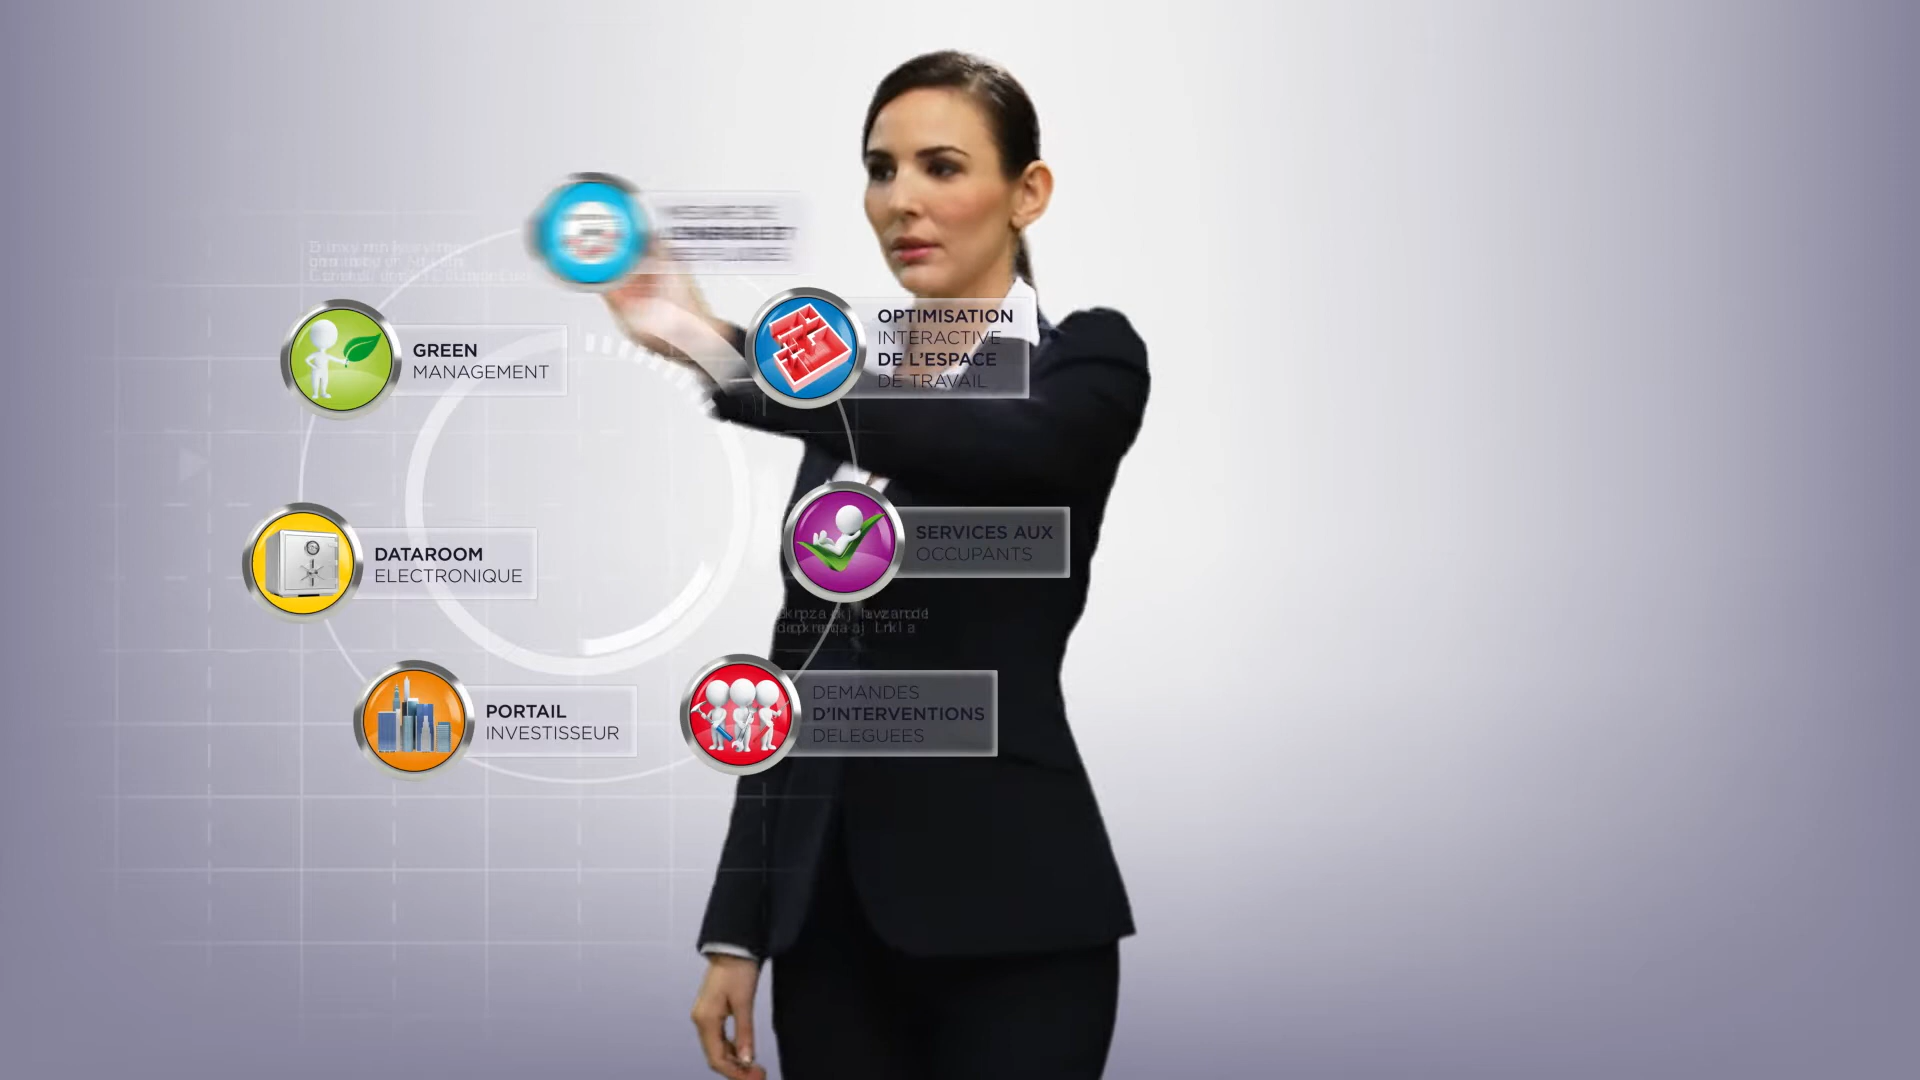 GREEN
MANAGEMENT
OPTIMISATION
INTERACTIVE
DE L'ESPACE
DE TRAVAIL
DATAROOM
ELECTRONIQUE
SERVICES AUX
OCCUPANTS
PORTAIL
INVESTISSEUR
DEMANDES
D'INTERVENTIONS
DELEGUEES